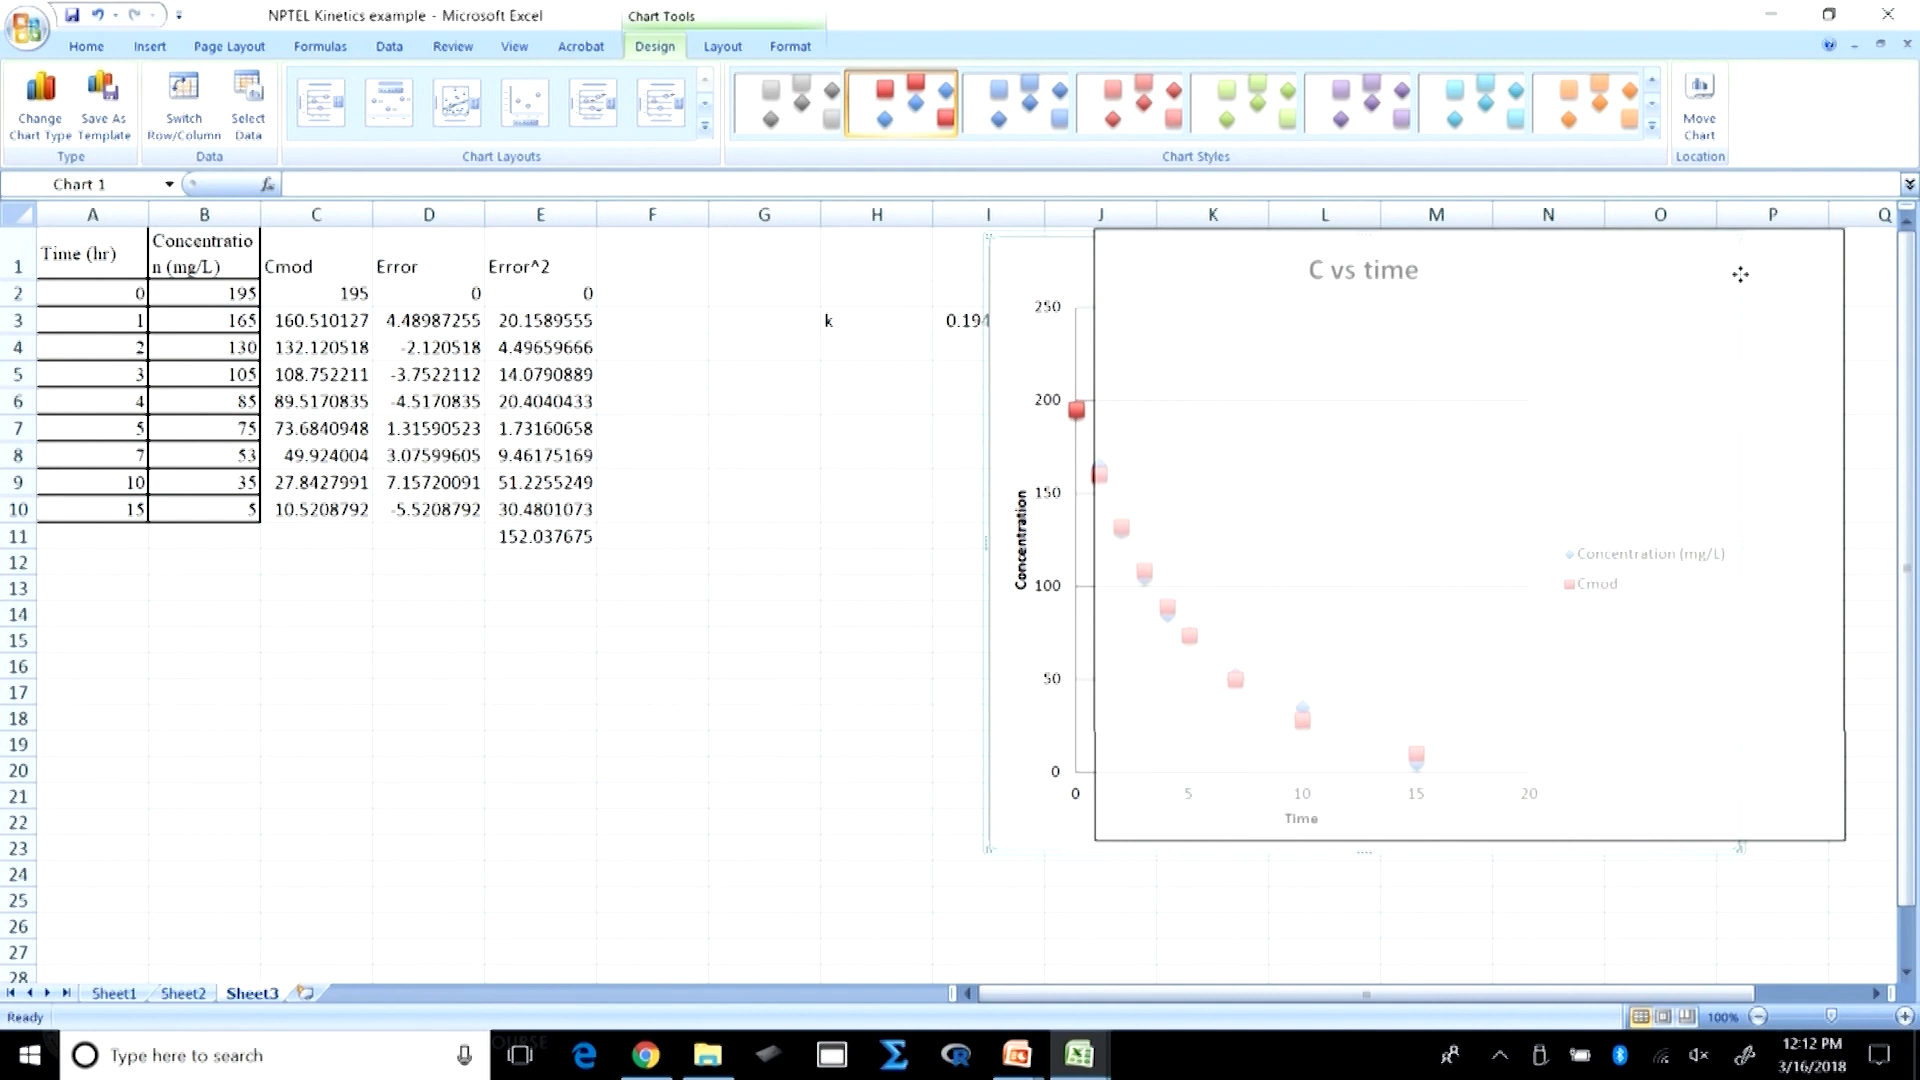 NPTEL Kinetics example - Microsoft Excel
Chart Tools
Home Insert Page Layout Formulas Data Review View Acrobat Design Layout Format
Change Chart Type
Save As Template
Switch Row/Column
Select Data
Move Chart
Type Data Chart Layouts Chart Styles Location
Chart 1 fx
A B C D E F G H I J K L M N O P Q
1 Time (hr) Concentratio
n (mg/L) Cmod Error Error^2
2 0 195 195 0 0
3 1 165 160.510127 4.48987255 20.1589555 k 0.194
4 2 130 132.120518 -2.120518 4.49659666
5 3 105 108.752211 -3.7522112 14.0790889
6 4 85 89.5170835 -4.5170835 20.4040433
7 5 75 73.6840948 1.31590523 1.73160658
8 7 53 49.924004 3.07599605 9.46175169
9 10 35 27.8427991 7.15720091 51.2255249
10 15 5 10.5208792 -5.5208792 30.4801073
11 152.037675
12
13
14
15
16
17
18
19
20
21
22
23
24
25
26
27
28
C vs time
250
200
150
100
50
0
Concentration
0 5 10 15 20
Time
Concentration (mg/L)
Cmod
Sheet1 Sheet2 Sheet3
Ready 100%
Type here to search
OURSE
12:12 PM
3/16/2018